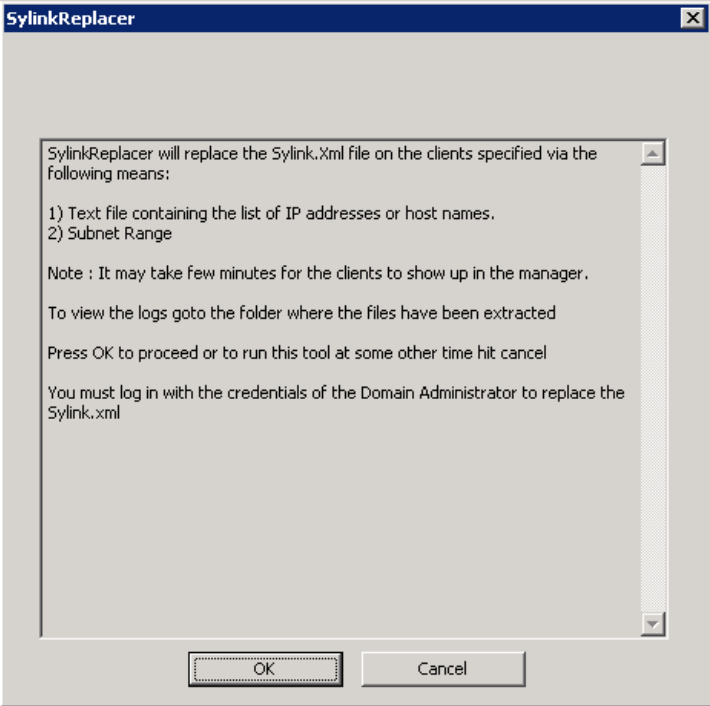 SylinkReplacer
SylinkReplacer will replace the Sylink.Xml file on the clients specified via the
following means:
1) Text file containing the list of IP addresses or host names.
2) Subnet Range
Note : It may take few minutes for the clients to show up in the manager.
To view the logs goto the folder where the files have been extracted
Press OK to proceed or to run this tool at some other time hit cancel
You must log in with the credentials of the Domain Administrator to replace the
Sylink.xml
OK
Cancel